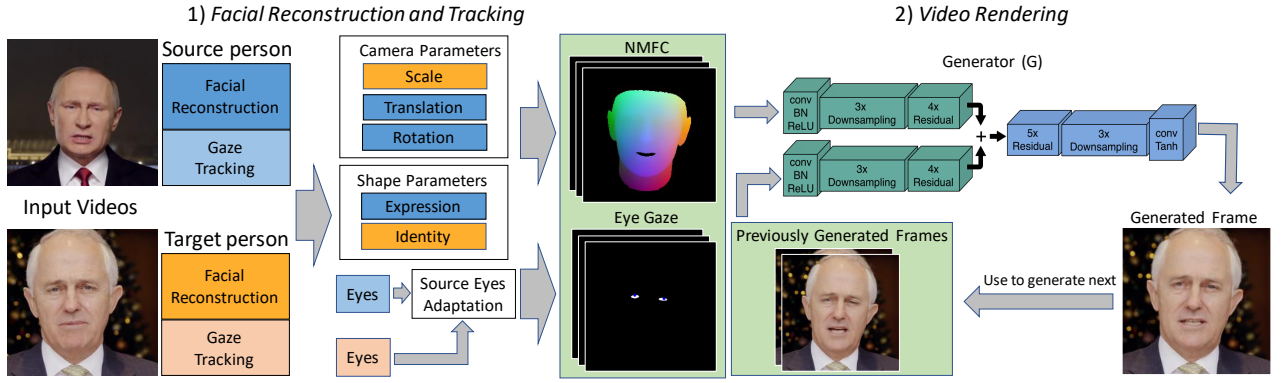 1) Facial Reconstruction and Tracking
2) Video Rendering
Source person
Facial
Reconstruction
Gaze
Tracking
Input Videos
Target person
Facial
Reconstruction
Gaze
Tracking
Camera Parameters
Scale
Translation
Rotation
Shape Parameters
Expression
Identity
Eyes
Source Eyes
Adaptation
Eyes
NMFC
Eye Gaze
Generator (G)
conv
BN
ReLU
3x
Downsampling
4x
Residual
conv
BN
ReLU
3x
Downsampling
4x
Residual
+
5x
Residual
3x
Downsampling
conv
Tanh
Previously Generated Frames
Use to generate next
Generated Frame